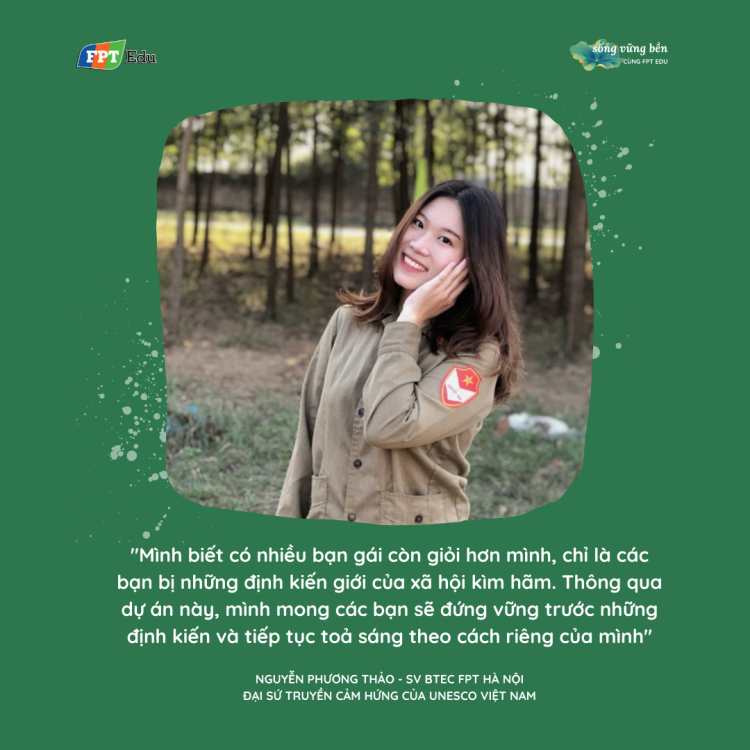 FPT Edu
sống vững bền
CÙNG FPT EDU
"Mình biết có nhiều bạn gái còn giỏi hơn mình, chỉ là các
bạn bị những định kiến giới của xã hội kìm hãm. Thông qua
dự án này, mình mong các bạn sẽ đứng vững trước những
định kiến và tiếp tục toả sáng theo cách riêng của mình"
NGUYỄN PHƯƠNG THẢO - SV BTEC FPT HÀ NỘI
ĐẠI SỨ TRUYỀN CẢM HỨNG CỦA UNESCO VIỆT NAM